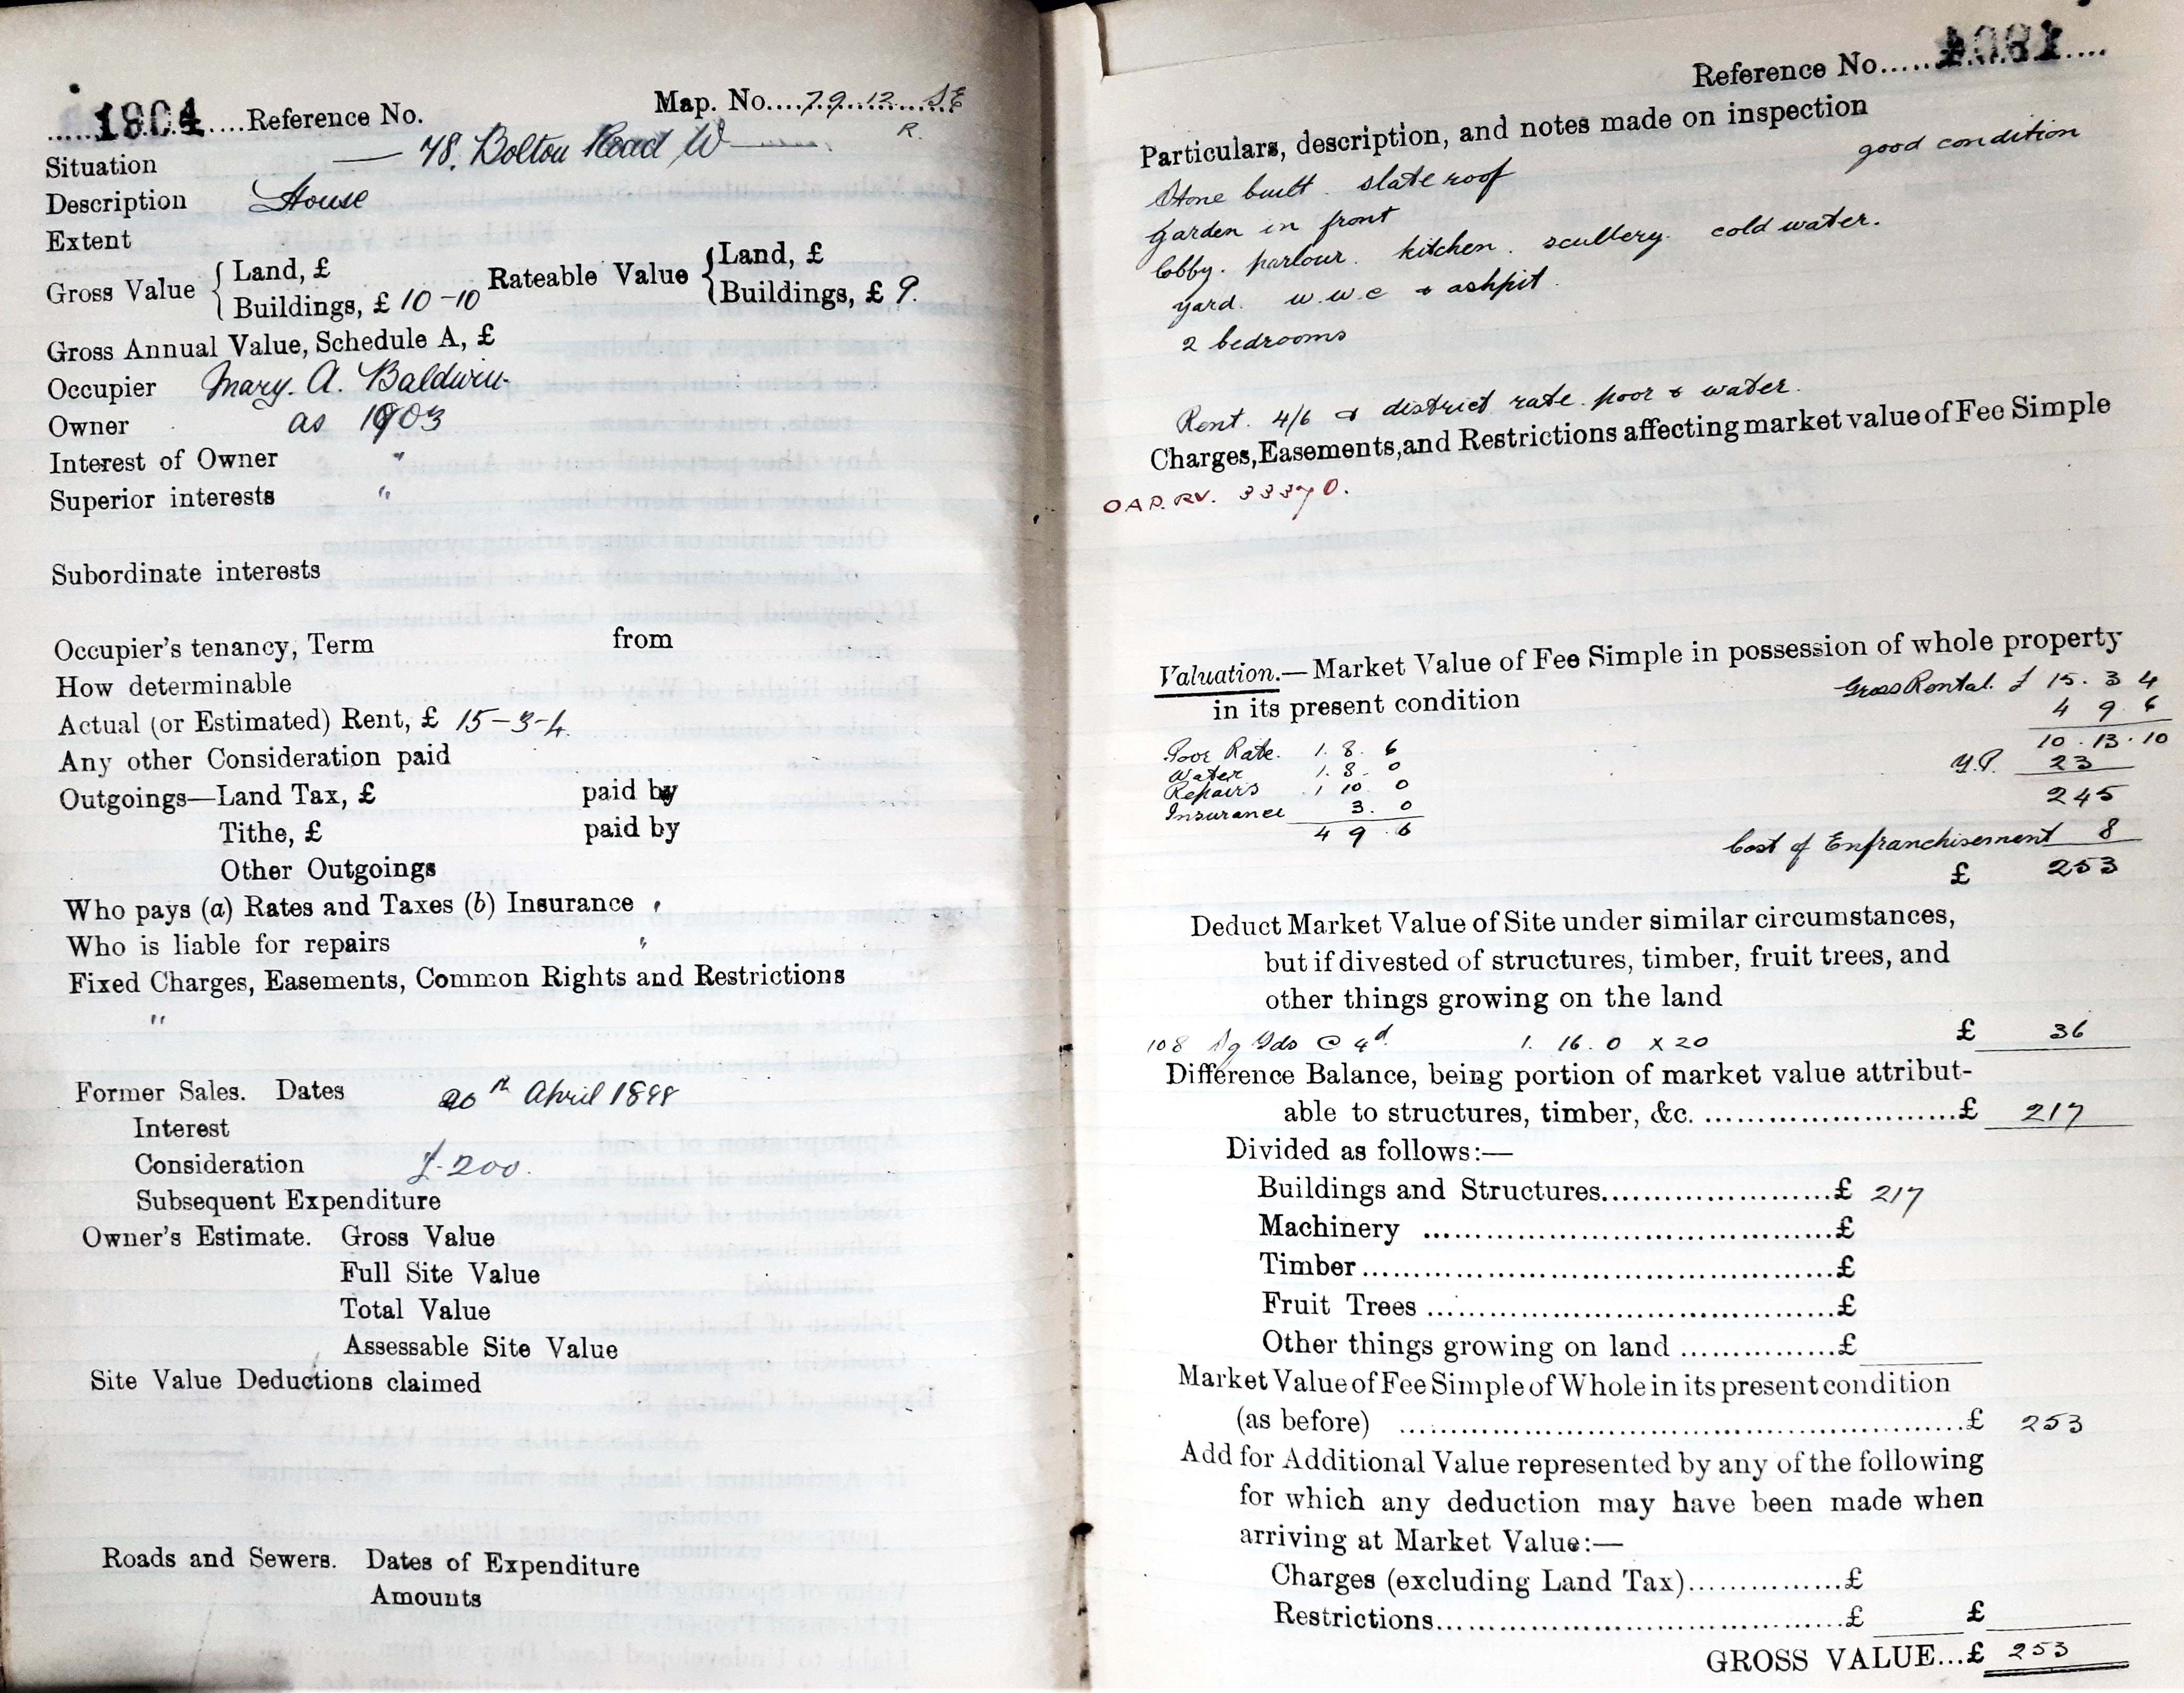 1904 Reference No. Map. No. 79.12 SE
R.
Situation — 48, Bolton Road W
Description House
Extent
Gross Value { Land, £ Rateable Value { Land, £
Buildings, £ 10-10 Buildings, £ 9.
Gross Annual Value, Schedule A, £
Occupier Mary. A. Baldwin
Owner as 1903
Interest of Owner "
Superior interests "
Subordinate interests
Occupier's tenancy, Term from
How determinable
Actual (or Estimated) Rent, £ 15-3-4.
Any other Consideration paid
Outgoings—Land Tax, £ paid by
Tithe, £ paid by
Other Outgoings
Who pays (a) Rates and Taxes (b) Insurance "
Who is liable for repairs "
Fixed Charges, Easements, Common Rights and Restrictions
"
Former Sales. Dates 20th April 1898
Interest
Consideration £200.
Subsequent Expenditure
Owner's Estimate. Gross Value
Full Site Value
Total Value
Assessable Site Value
Site Value Deductions claimed
Roads and Sewers. Dates of Expenditure
Amounts
Reference No.
Particulars, description, and notes made on inspection
good condition
Stone built. slate roof
garden in front
lobby. parlour. kitchen. scullery. cold water.
yard. w.w.c & ashpit.
2 bedrooms
Rent. 4/6 & district rate. poor & water.
Charges, Easements, and Restrictions affecting market value of Fee Simple
OAP. RV. 33370.
Valuation.—Market Value of Fee Simple in possession of whole property
in its present condition Gross Rental. £ 15. 3 4
4 9 6
10. 13. 10
Poor Rate. 1. 8. 6
Water 1. 8. 0 Y.P. 23
Repairs 1 10. 0 245
Insurance 3. 0
4 9 . 6 Cost of Enfranchisement 8
£ 253
Deduct Market Value of Site under similar circumstances,
but if divested of structures, timber, fruit trees, and
other things growing on the land
108 Sq Yds @ 4d 1. 16. 0 x 20 £ 36
Difference Balance, being portion of market value attribut-
able to structures, timber, &c. £ 217
Divided as follows:—
Buildings and Structures £ 217
Machinery £
Timber £
Fruit Trees £
Other things growing on land £
Market Value of Fee Simple of Whole in its present condition
(as before) £ 253
Add for Additional Value represented by any of the following
for which any deduction may have been made when
arriving at Market Value:—
Charges (excluding Land Tax) £
Restrictions £ £
GROSS VALUE...£ 253